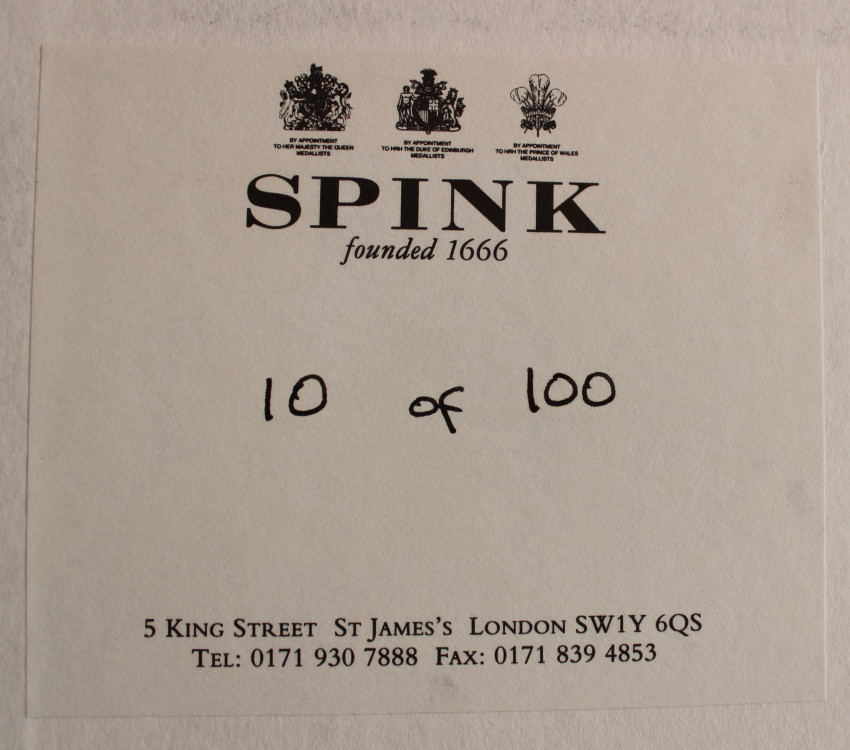 BY APPOINTMENT
TO HER MAJESTY THE QUEEN
MEDALLISTS
BY APPOINTMENT
TO HRH THE DUKE OF EDINBURGH
MEDALLISTS
BY APPOINTMENT
TO HRH THE PRINCE OF WALES
MEDALLISTS
SPINK
founded 1666
10 of 100
5 KING STREET ST JAMES'S LONDON SW1Y 6QS
TEL: 0171 930 7888 FAX: 0171 839 4853